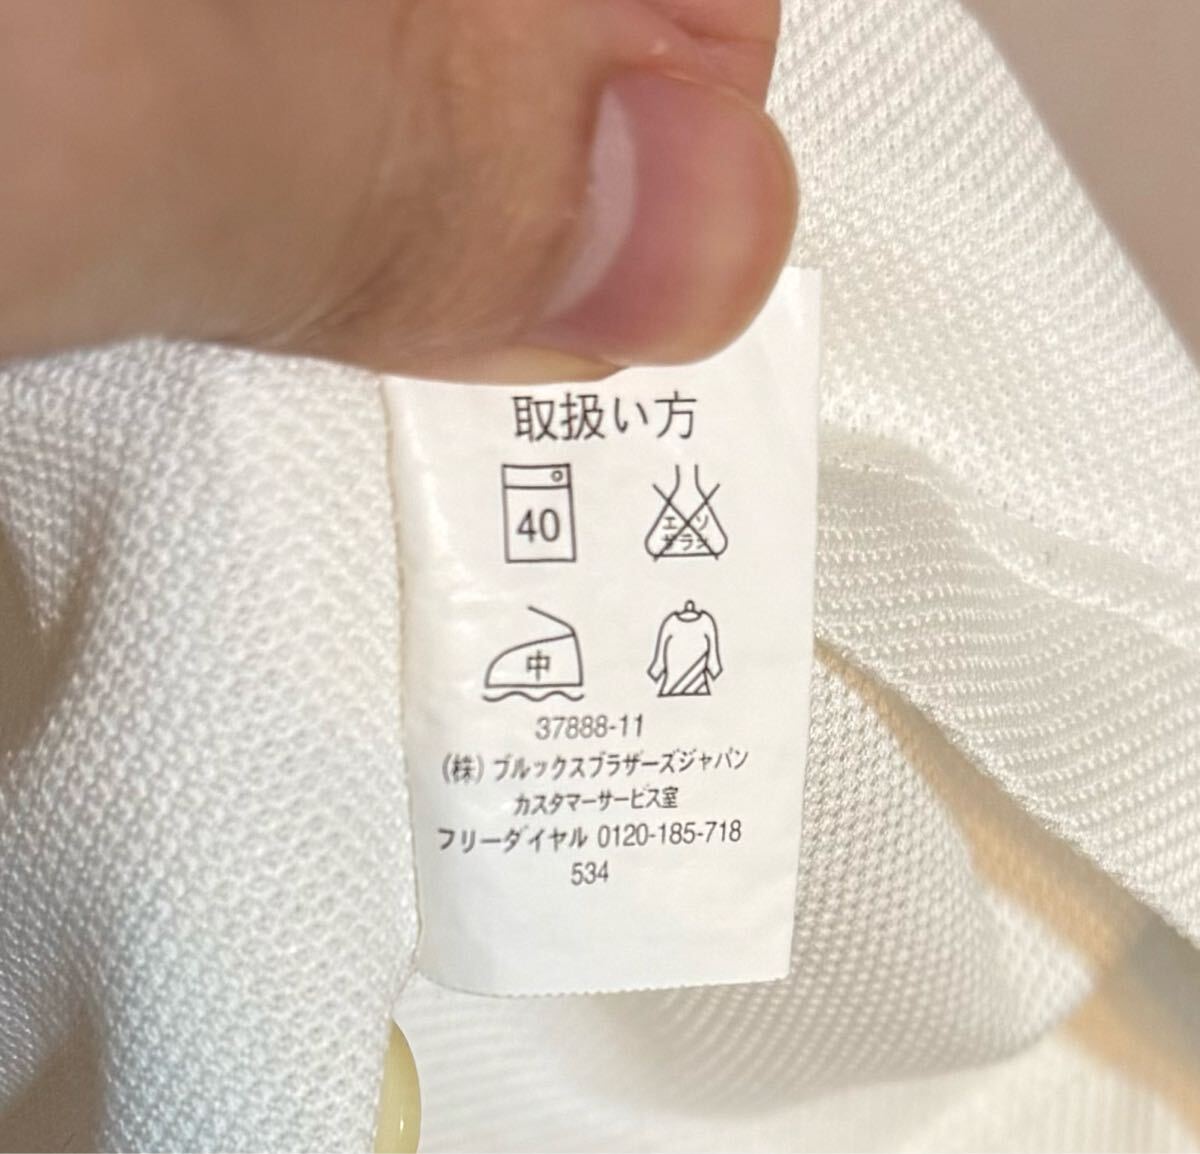 取扱い方
40
エンソ
サラシ
中
37888-11
(株)ブルックスブラザーズジャパン
カスタマーサービス室
フリーダイヤル 0120-185-718
534